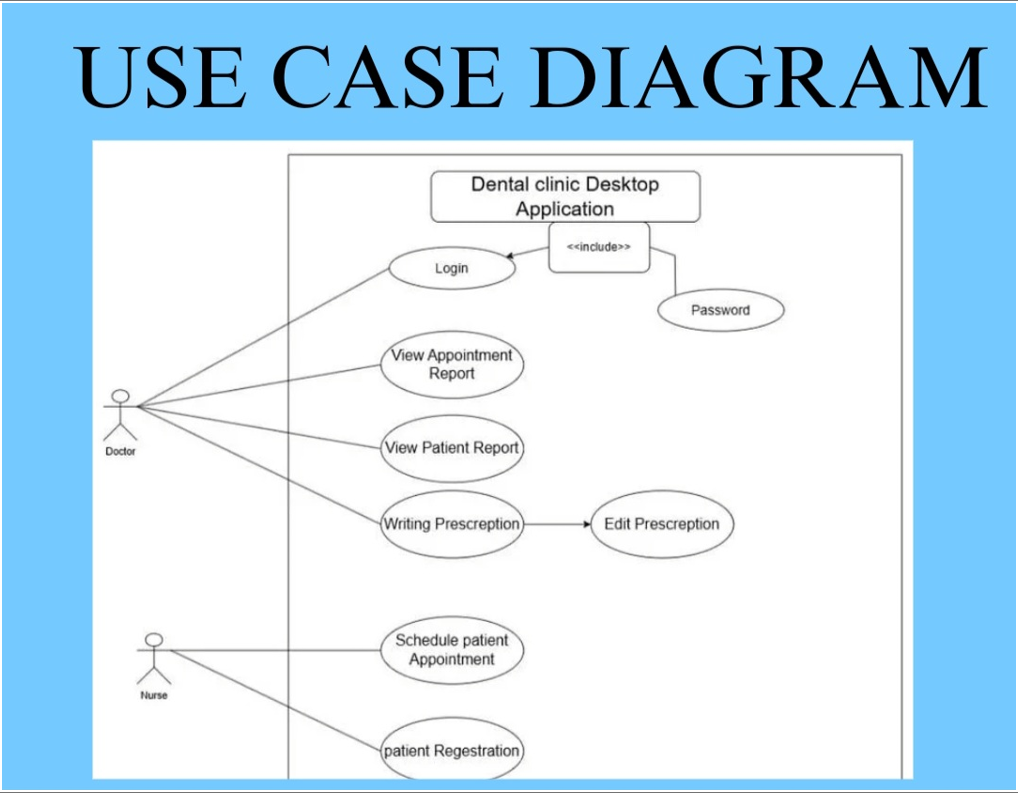 USE CASE DIAGRAM
Dental clinic Desktop
Application
<<include>>
Login
Password
View Appointment
Report
View Patient Report
Doctor
Writing Prescreption
Edit Prescreption
Schedule patient
Appointment
Nurse
patient Regestration